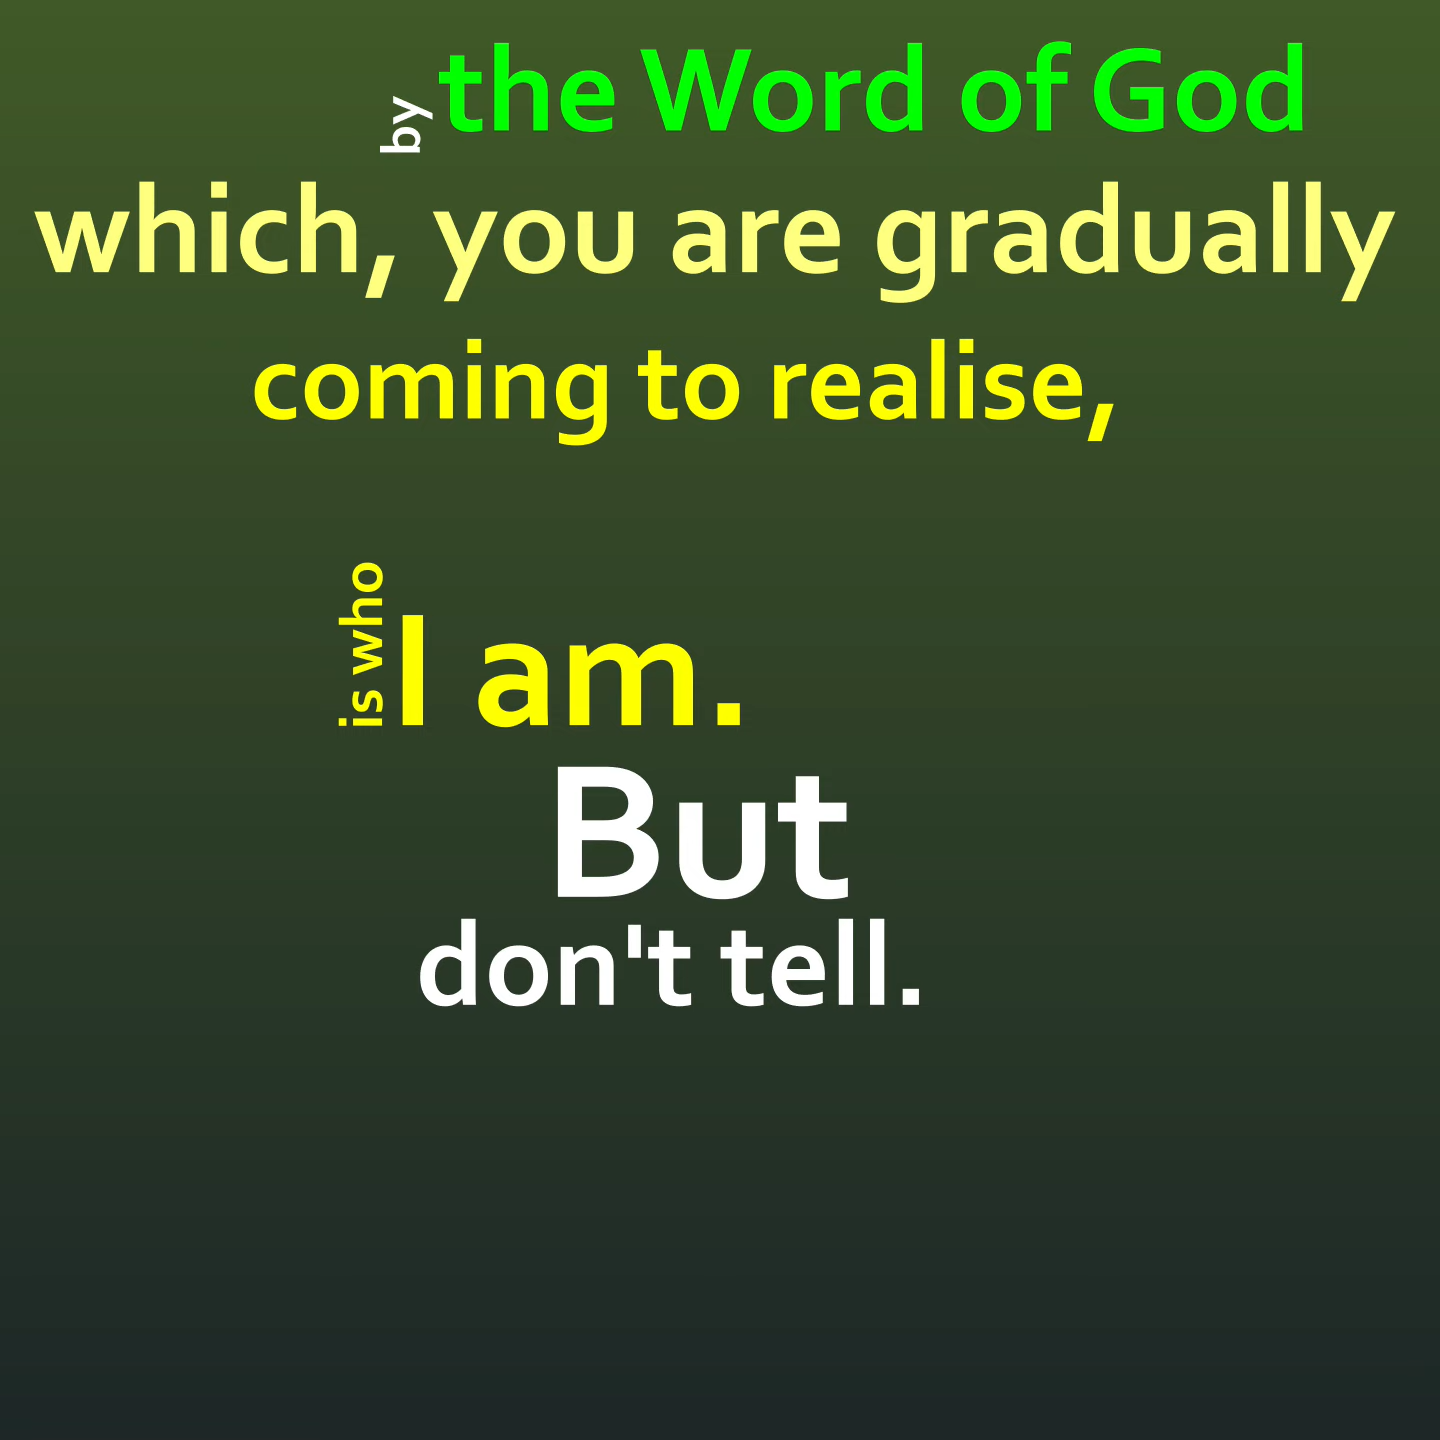 by the Word of God
which, you are gradually
coming to realise,
is who I am.
But
don't tell.